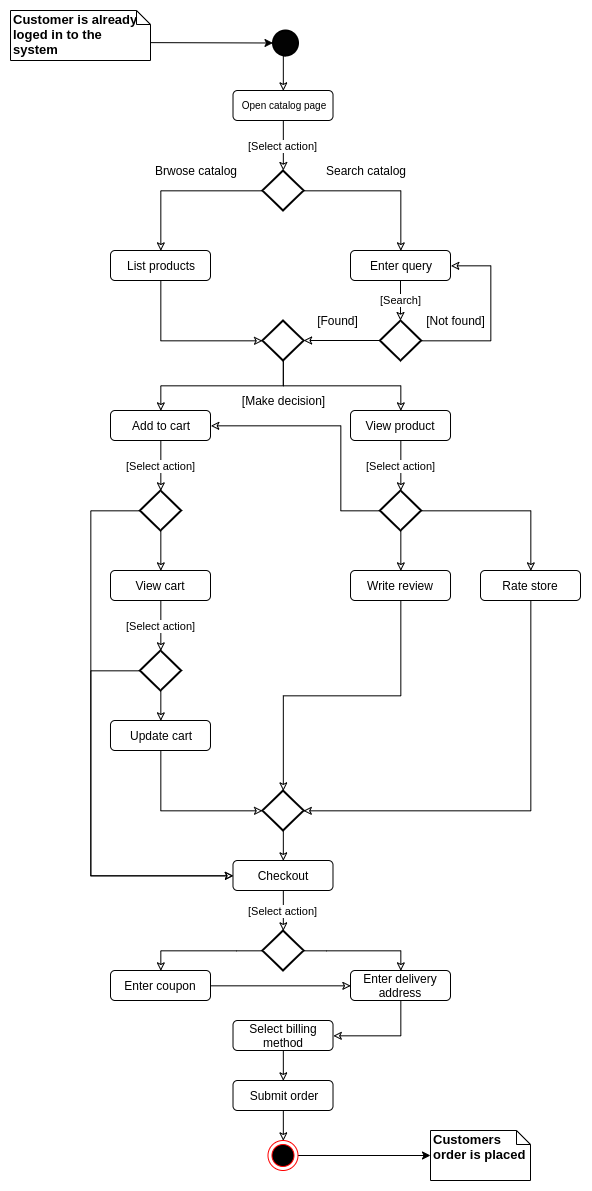 Customer is already
loged in to the
system
Open catalog page
[Select action]
Brwose catalog
Search catalog
List products
Enter query
[Search]
[Found]
[Not found]
[Make decision]
Add to cart
View product
[Select action]
[Select action]
View cart
Write review
Rate store
[Select action]
Update cart
Checkout
[Select action]
Enter coupon
Enter delivery
address
Select billing
method
Submit order
Customers
order is placed